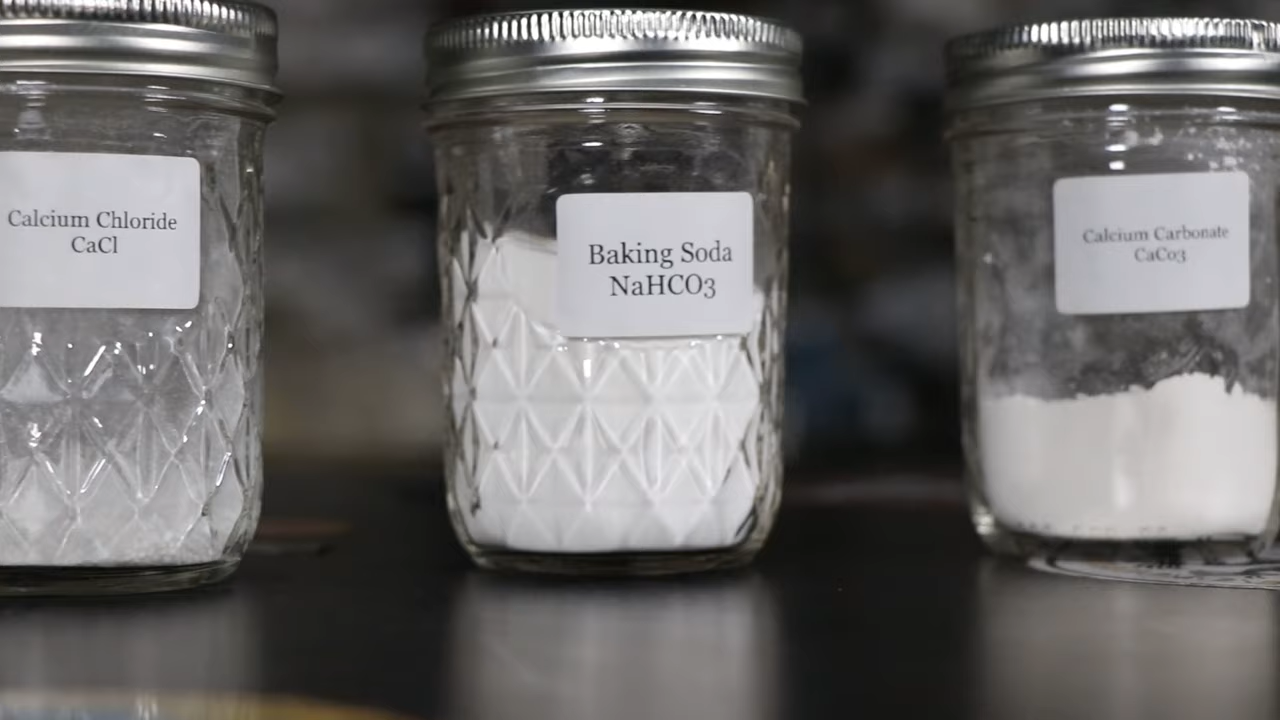 Calcium Chloride
CaCl
Baking Soda
NaHCO3
Calcium Carbonate
CaCo3